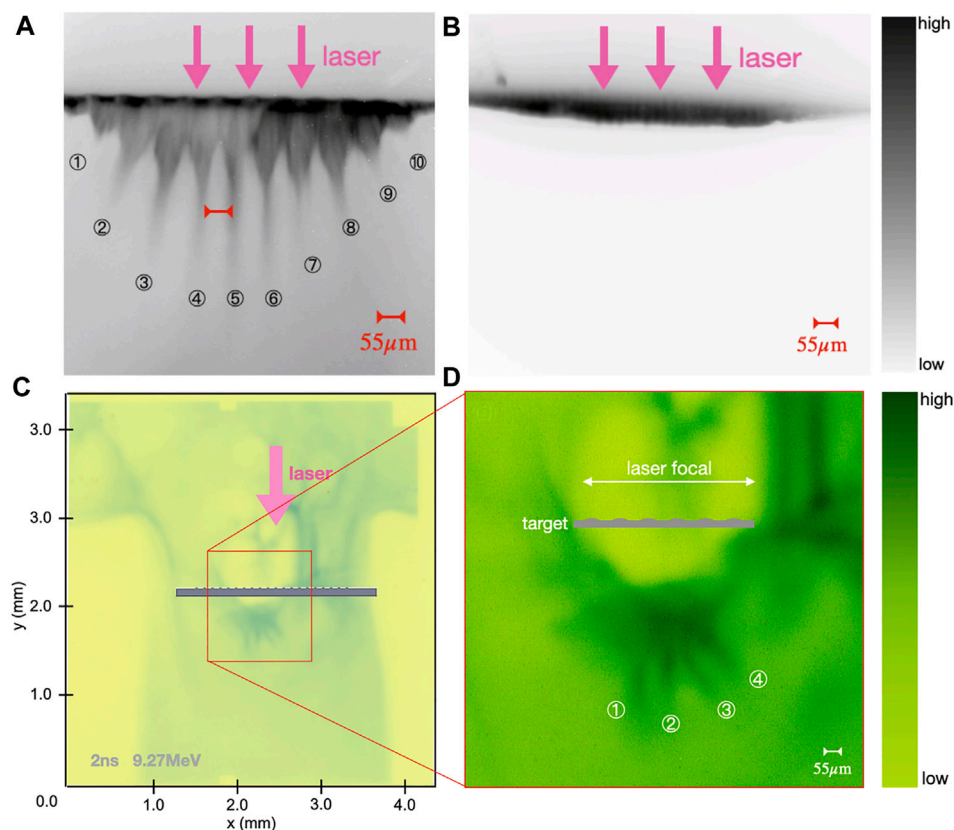 A
laser
①
②
③
④
⑤
⑥
⑦
⑧
⑨
⑩
55μm
B
laser
55μm
high
low
C
laser
3.0
3.0
2.0
1.0
0.0
y (mm)
1.0
2.0
3.0
4.0
x (mm)
2ns 9.27MeV
D
laser focal
target
①
②
③
④
55μm
high
low